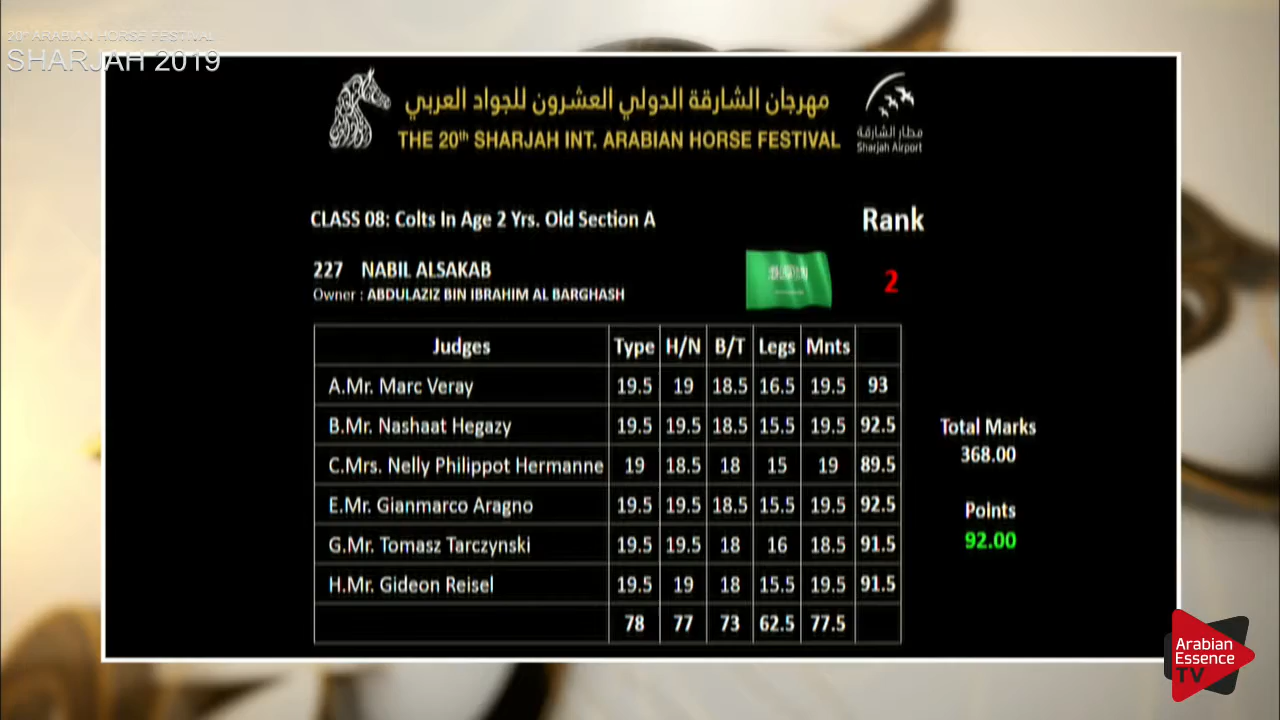 20th ARABIAN HORSE FESTIVAL
SHARJAH 2019
مهرجان الشارقة الدولي العشرون للجواد العربي
THE 20th SHARJAH INT. ARABIAN HORSE FESTIVAL
مطار الشارقة
Sharjah Airport
CLASS 08: Colts In Age 2 Yrs. Old Section A
Rank
227 NABIL ALSAKAB
2
Owner : ABDULAZIZ BIN IBRAHIM AL BARGHASH
Judges Type H/N B/T Legs Mnts
A.Mr. Marc Veray 19.5 19 18.5 16.5 19.5 93
B.Mr. Nashaat Hegazy 19.5 19.5 18.5 15.5 19.5 92.5
C.Mrs. Nelly Philippot Hermanne 19 18.5 18 15 19 89.5
E.Mr. Gianmarco Aragno 19.5 19.5 18.5 15.5 19.5 92.5
G.Mr. Tomasz Tarczynski 19.5 19.5 18 16 18.5 91.5
H.Mr. Gideon Reisel 19.5 19 18 15.5 19.5 91.5
78 77 73 62.5 77.5
Total Marks
368.00
Points
92.00
Arabian
Essence
TV